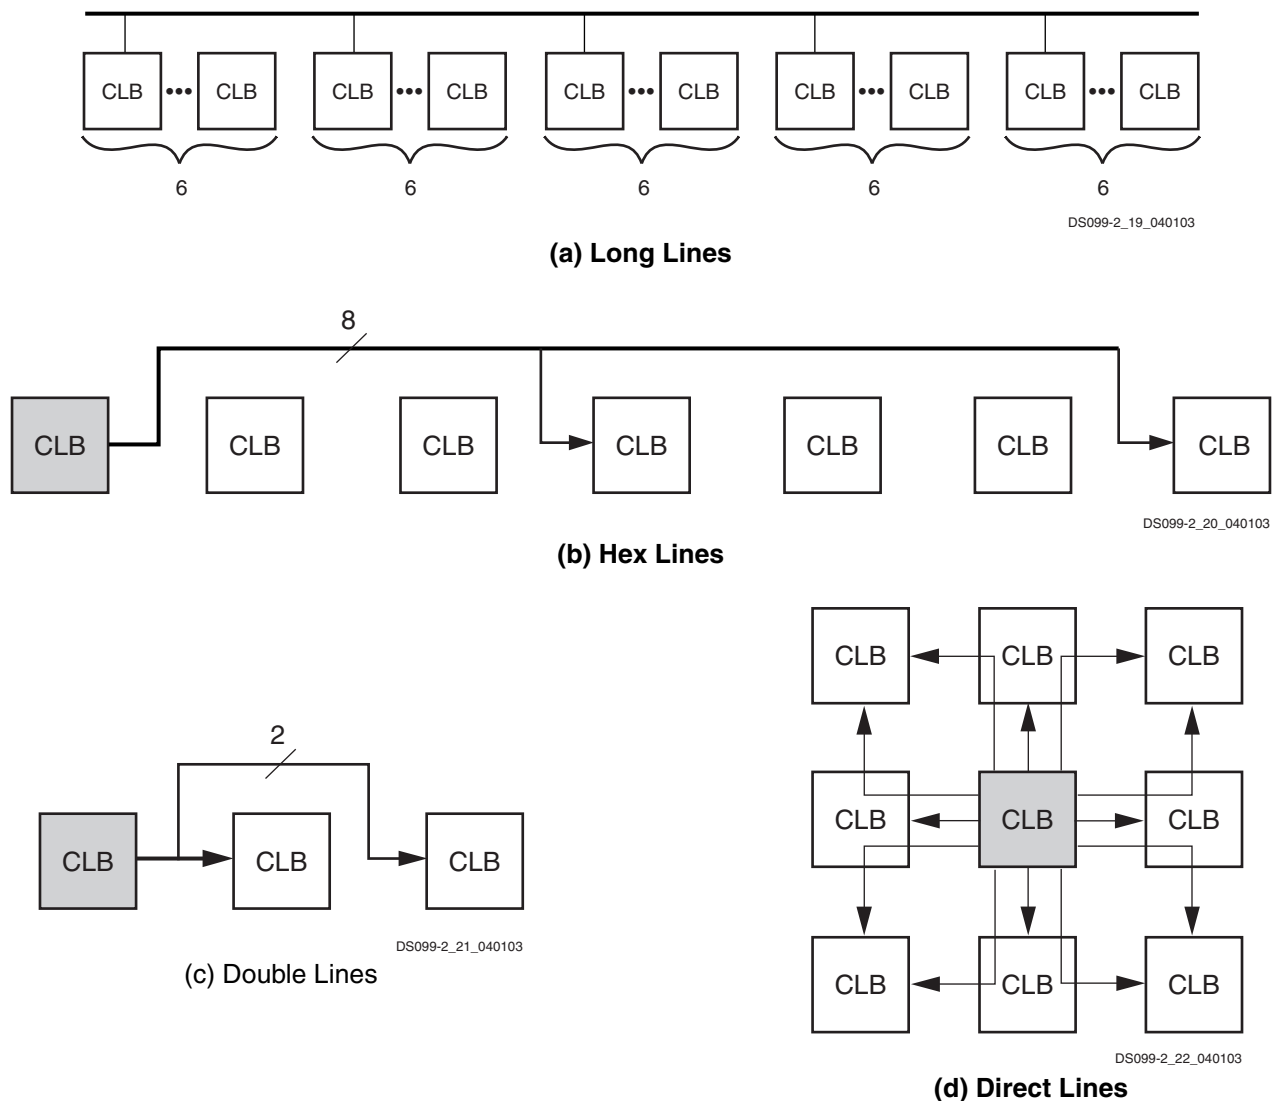 CLB ••• CLB CLB ••• CLB CLB ••• CLB CLB ••• CLB CLB ••• CLB
6 6 6 6 6
DS099-2_19_040103
(a) Long Lines
8
CLB CLB CLB CLB CLB CLB CLB
DS099-2_20_040103
(b) Hex Lines
2
CLB CLB CLB
DS099-2_21_040103
(c) Double Lines
CLB CLB CLB
CLB CLB CLB
CLB CLB CLB
DS099-2_22_040103
(d) Direct Lines